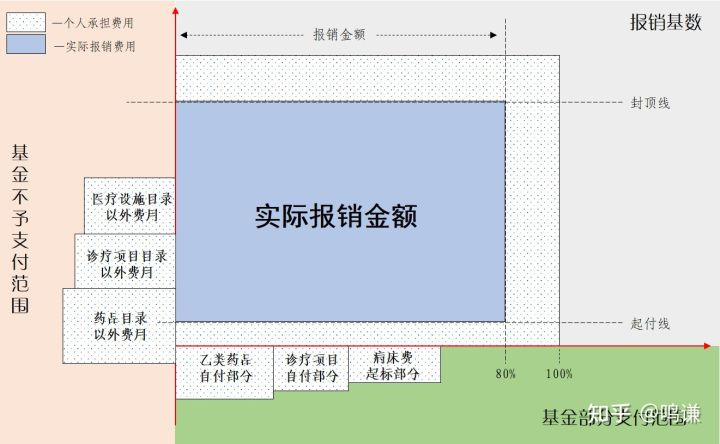 —个人承担费用
—实际报销费用
报销金额
报销基数
封顶线
基金不予支付范围
医疗设施目录
以外费用
诊疗项目目录
以外费用
药品目录
以外费用
实际报销金额
起付线
乙类药品
自付部分
诊疗项目
自付部分
病床费
超标部分
80%
100%
基金部分支付范围
知乎 @鸣谦